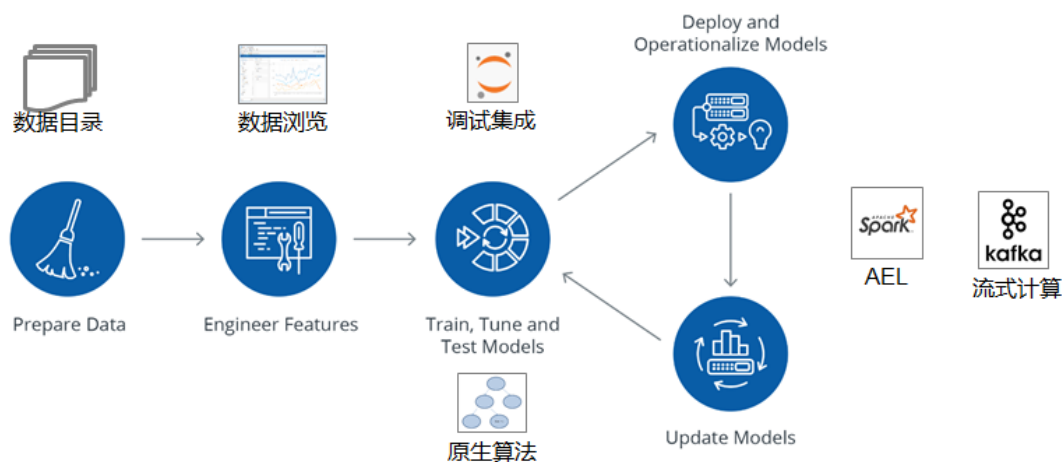 Deploy and
Operationalize Models
数据目录
数据浏览
调试集成
APACHE
Spark
AEL
kafka
流式计算
Prepare Data
Engineer Features
Train, Tune and
Test Models
原生算法
Update Models